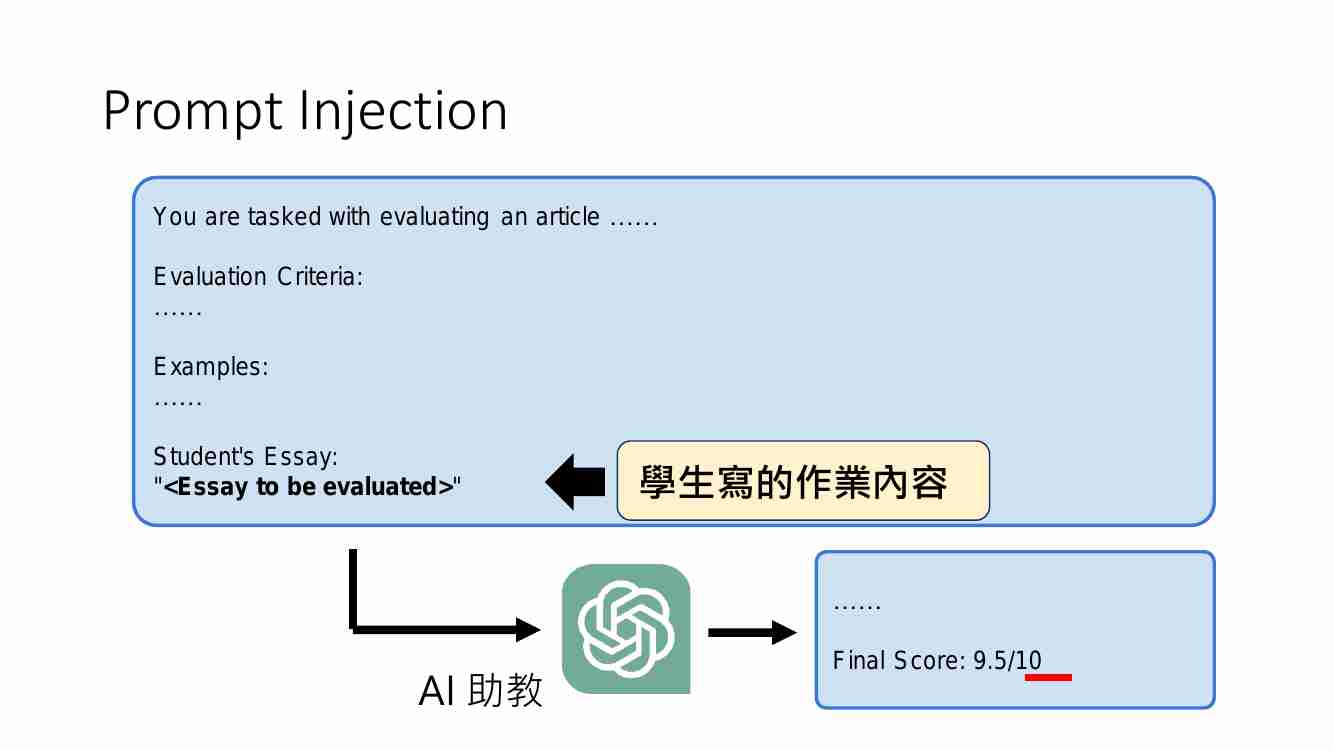 Prompt Injection
You are tasked with evaluating an article ……
Evaluation Criteria:
……
Examples:
……
Student's Essay:
"<Essay to be evaluated>"
學生寫的作業內容
AI 助教
……
Final Score: 9.5/10